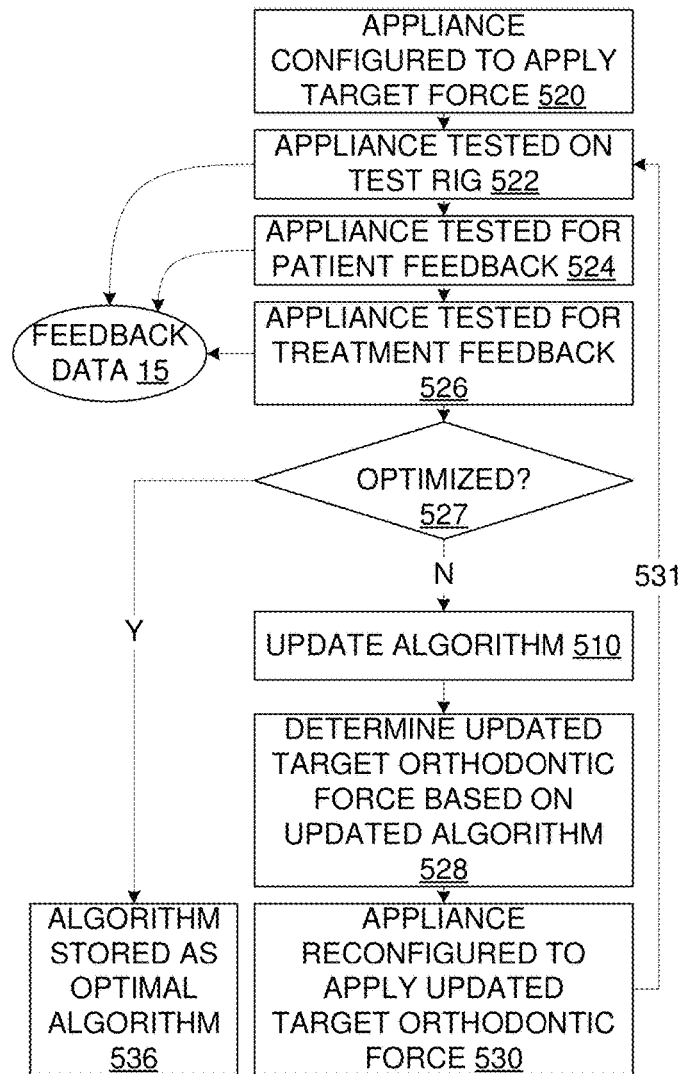 APPLIANCE
CONFIGURED TO APPLY
TARGET FORCE 520
APPLIANCE TESTED ON
TEST RIG 522
APPLIANCE TESTED FOR
PATIENT FEEDBACK 524
APPLIANCE TESTED FOR
TREATMENT FEEDBACK
526
FEEDBACK
DATA 15
OPTIMIZED?
527
N
Y
531
UPDATE ALGORITHM 510
DETERMINE UPDATED
TARGET ORTHODONTIC
FORCE BASED ON
UPDATED ALGORITHM
528
ALGORITHM
STORED AS
OPTIMAL
ALGORITHM
536
APPLIANCE
RECONFIGURED TO
APPLY UPDATED
TARGET ORTHODONTIC
FORCE 530